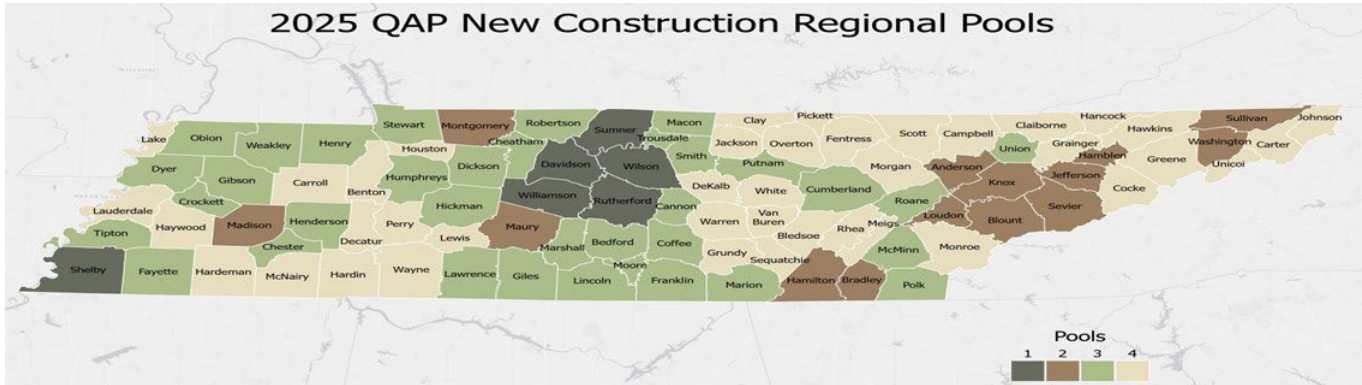 2025 QAP New Construction Regional Pools
Stewart
Montgomery
Robertson
Sumner
Macon
Clay
Pickett
Claiborne
Hancock
Hawkins
Sullivan
Johnson
Lake
Obion
Weakley
Henry
Houston
Cheatham
Trousdale
Jackson
Overton
Fentress
Scott
Campbell
Union
Grainger
Hamblen
Greene
Washington
Unicoi
Carter
Dyer
Gibson
Carroll
Benton
Humphreys
Dickson
Davidson
Wilson
Smith
Putnam
Morgan
Anderson
Knox
Jefferson
Cocke
Crockett
Lauderdale
Haywood
Madison
Henderson
Decatur
Perry
Hickman
Williamson
Rutherford
Cannon
DeKalb
White
Cumberland
Roane
Loudon
Blount
Sevier
Tipton
Chester
Lewis
Maury
Marshall
Bedford
Coffee
Warren
Van
Buren
Bledsoe
Rhea
Meigs
McMinn
Monroe
Shelby
Fayette
Hardeman
McNairy
Hardin
Wayne
Lawrence
Giles
Lincoln
Moore
Franklin
Grundy
Sequatchie
Marion
Hamilton
Bradley
Polk
Pools
1 2 3 4